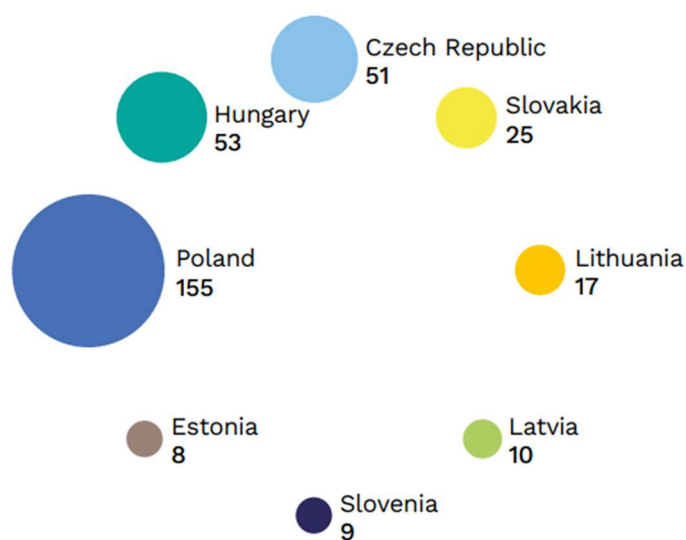 Czech Republic
51
Hungary
53
Slovakia
25
Poland
155
Lithuania
17
Estonia
8
Latvia
10
Slovenia
9